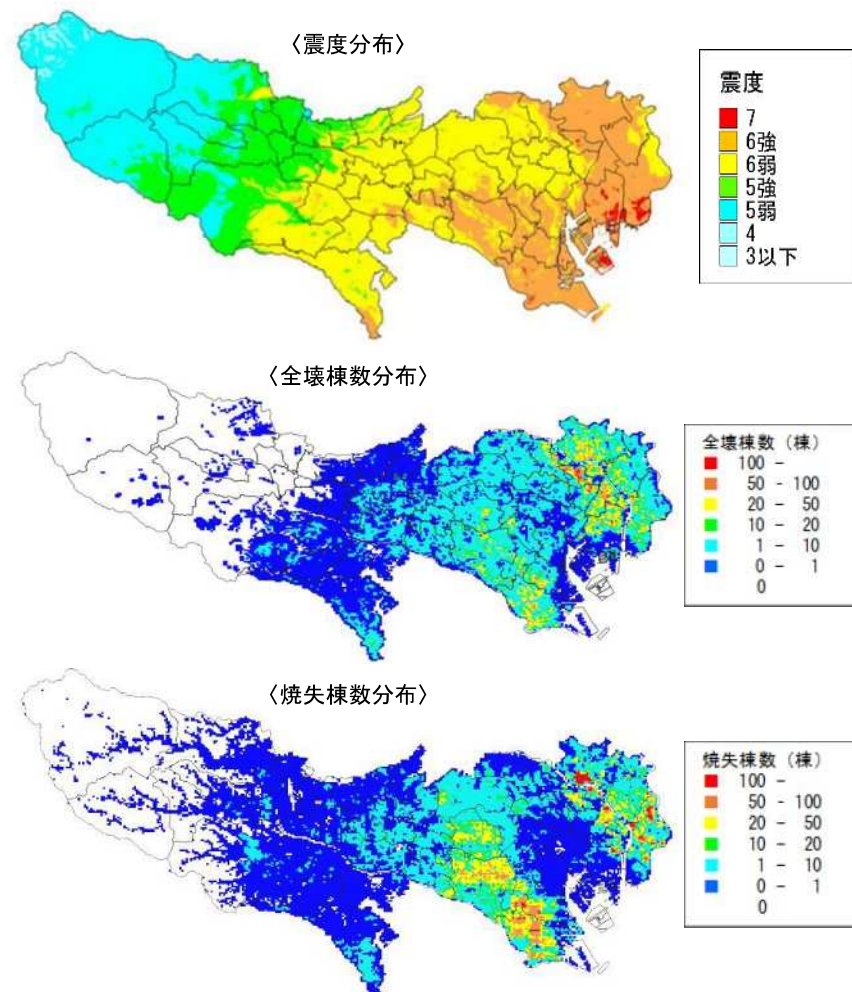 〈震度分布〉
震度
7
6強
6弱
5強
5弱
4
3以下
〈全壊棟数分布〉
全壊棟数（棟）
100 -
50 - 100
20 - 50
10 - 20
1 - 10
0 - 1
0
〈焼失棟数分布〉
焼失棟数（棟）
100 -
50 - 100
20 - 50
10 - 20
1 - 10
0 - 1
0